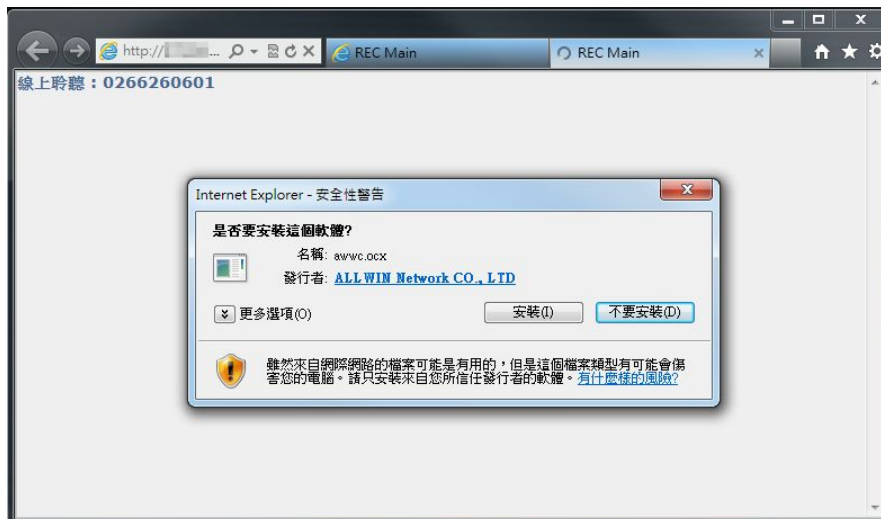 http:// ...
REC Main
REC Main
線上聆聽：0266260601
Internet Explorer - 安全性警告
是否要安裝這個軟體?
名稱: awwc.ocx
發行者: ALLWIN Network CO., LTD
更多選項(O)
安裝(I)
不要安裝(D)
雖然來自網際網路的檔案可能是有用的，但是這個檔案類型有可能會傷
害您的電腦。請只安裝來自您所信任發行者的軟體。有什麼樣的風險?